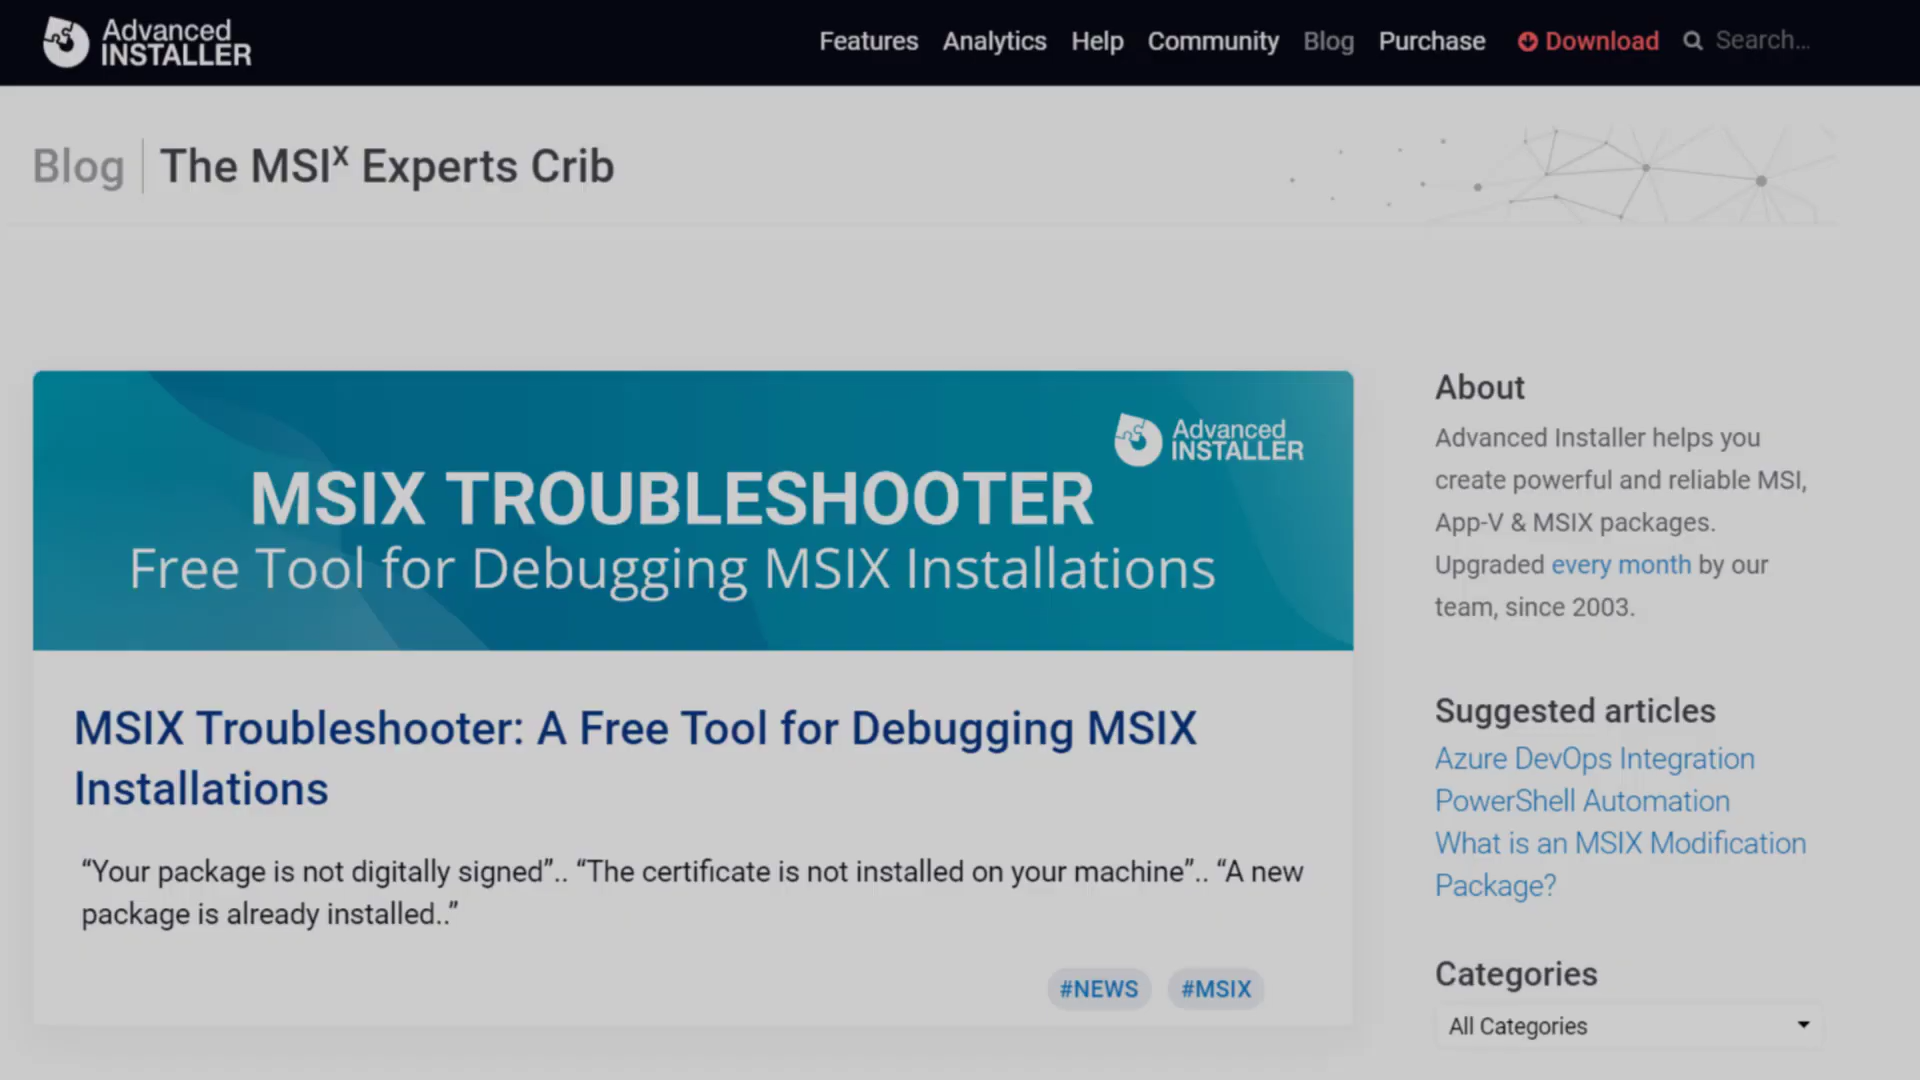 Advanced
INSTALLER
Features Analytics Help Community Blog Purchase Download Search...
Blog The MSIX Experts Crib
Advanced
INSTALLER
MSIX TROUBLESHOOTER
Free Tool for Debugging MSIX Installations
MSIX Troubleshooter: A Free Tool for Debugging MSIX
Installations
“Your package is not digitally signed”.. “The certificate is not installed on your machine”.. “A new
package is already installed..”
#NEWS #MSIX
About
Advanced Installer helps you
create powerful and reliable MSI,
App-V & MSIX packages.
Upgraded every month by our
team, since 2003.
Suggested articles
Azure DevOps Integration
PowerShell Automation
What is an MSIX Modification
Package?
Categories
All Categories